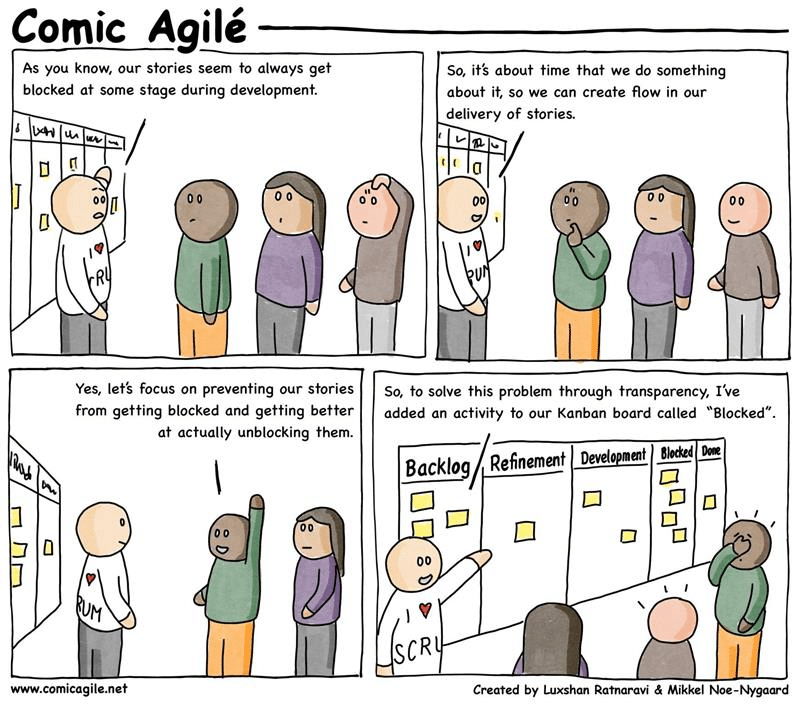 Comic Agilé
As you know, our stories seem to always get
blocked at some stage during development.
I
So, it's about time that we do something
about it, so we can create flow in our
delivery of stories.
I
RUM
Yes, let's focus on preventing our stories
from getting blocked and getting better
at actually unblocking them.
RUM
So, to solve this problem through transparency, I've
added an activity to our Kanban board called "Blocked".
Backlog
Refinement
Development
Blocked
Done
I
SCRU
www.comicagile.net
Created by Luxshan Ratnaravi & Mikkel Noe-Nygaard